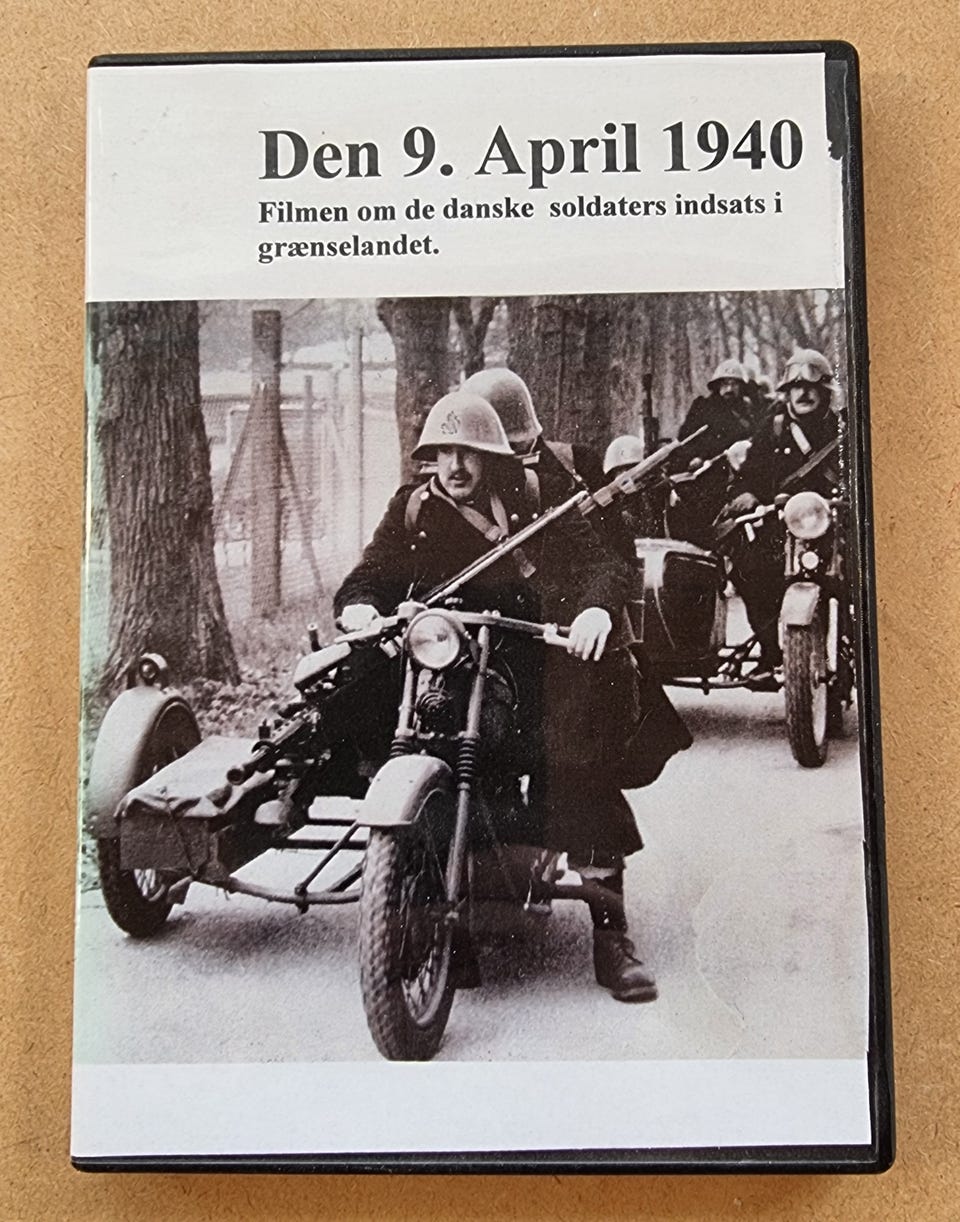 Den 9. April 1940
Filmen om de danske soldaters indsats i
grænselandet.